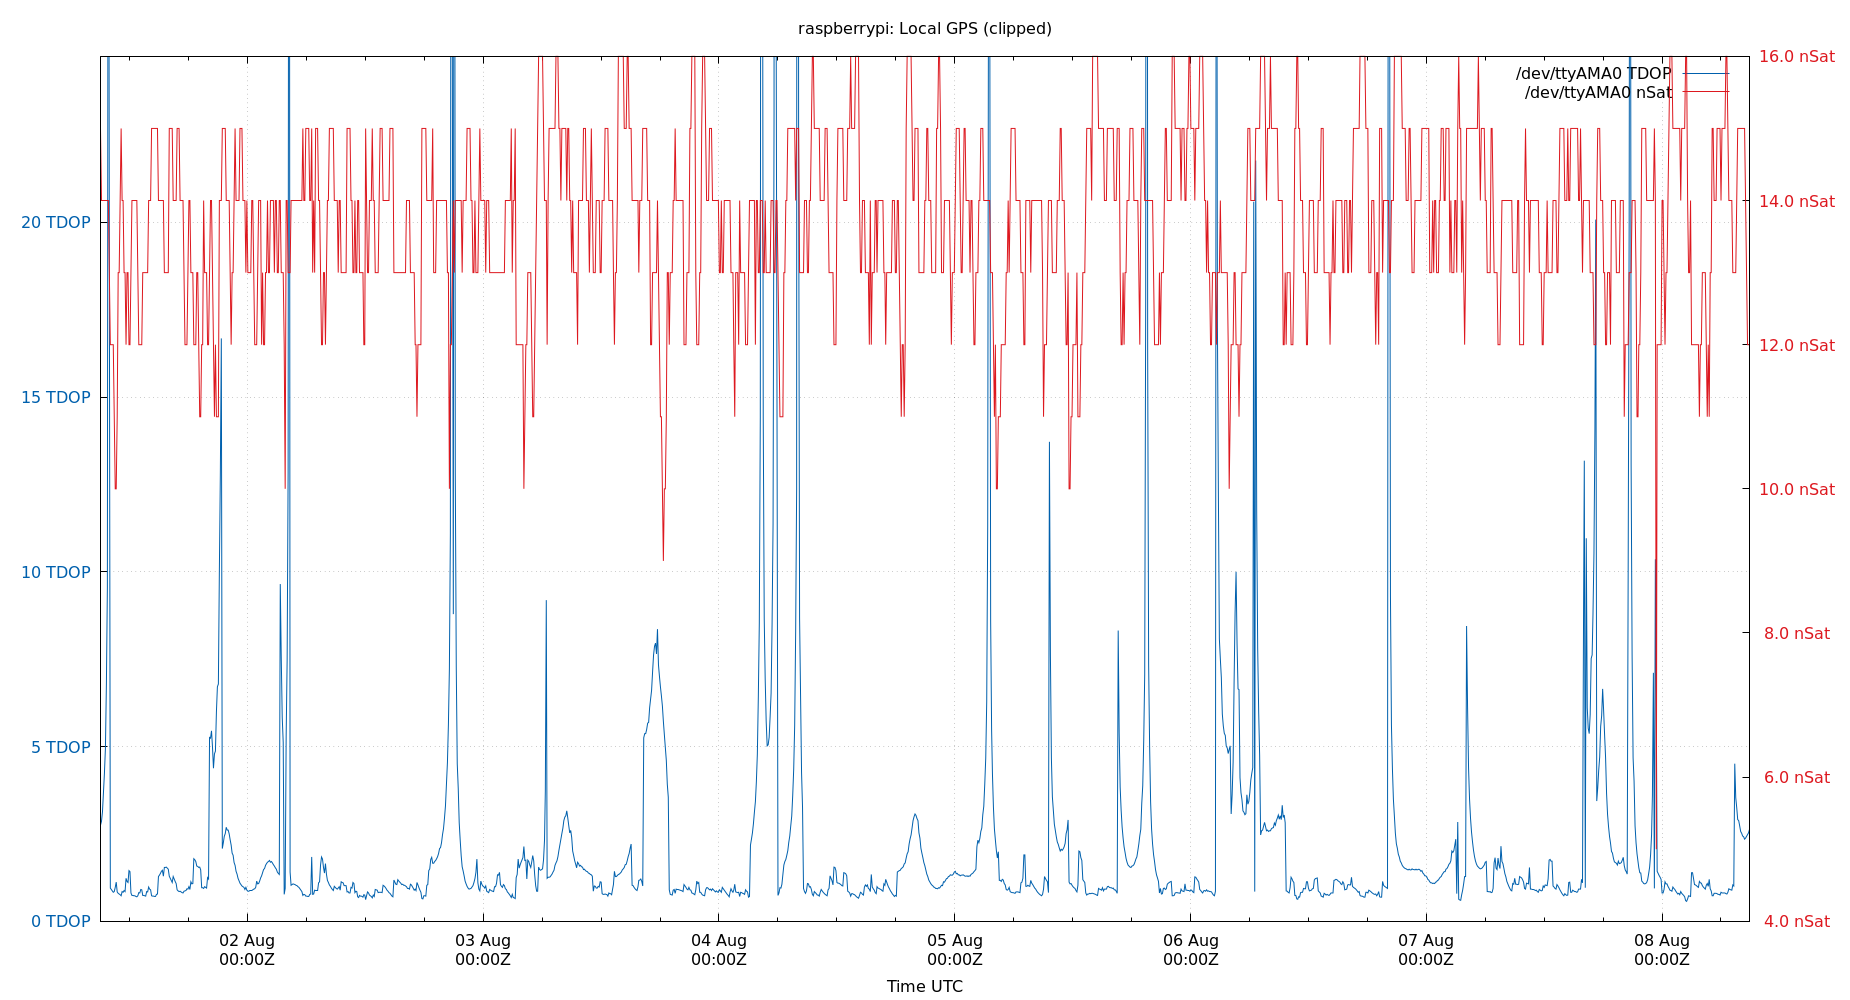 raspberrypi: Local GPS (clipped)
16.0 nSat
/dev/ttyAMA0 TDOP
/dev/ttyAMA0 nSat
14.0 nSat
20 TDOP
12.0 nSat
15 TDOP
10.0 nSat
10 TDOP
8.0 nSat
5 TDOP
6.0 nSat
0 TDOP
4.0 nSat
02 Aug
00:00Z
03 Aug
00:00Z
04 Aug
00:00Z
05 Aug
00:00Z
06 Aug
00:00Z
07 Aug
00:00Z
08 Aug
00:00Z
Time UTC